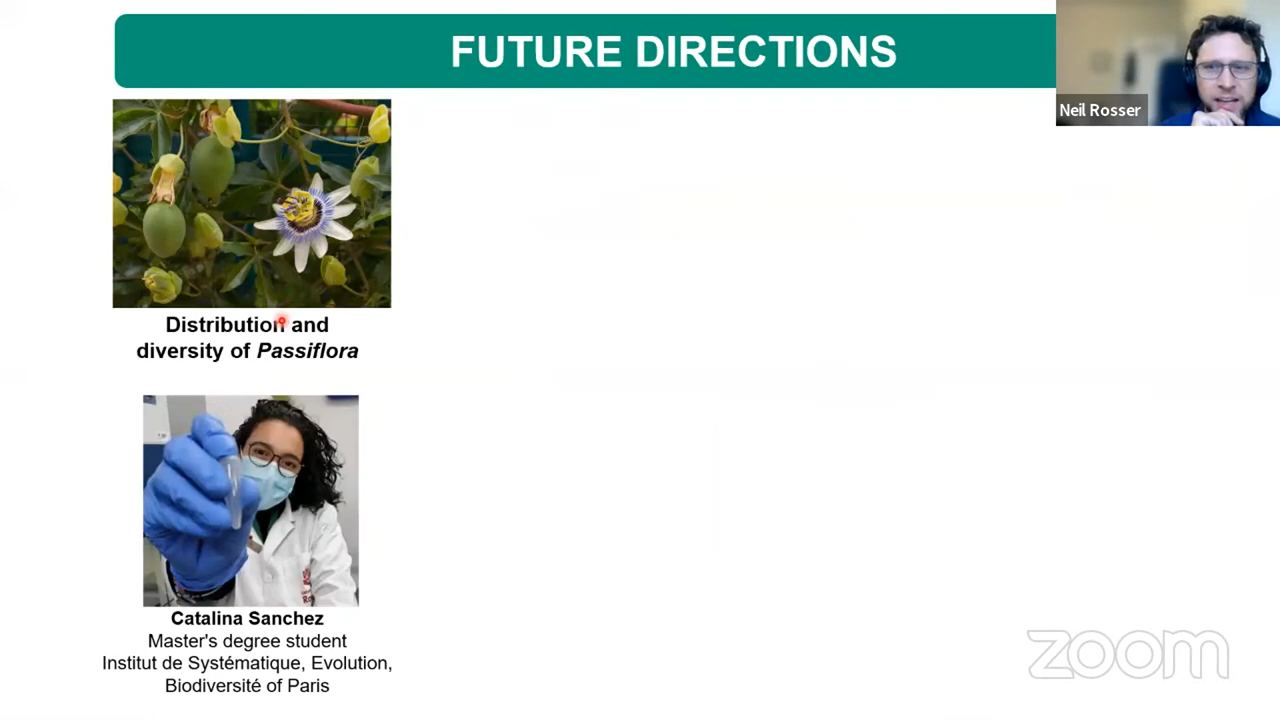 FUTURE DIRECTIONS
Neil Rosser
Distribution and
diversity of Passiflora
Catalina Sanchez
Master's degree student
Institut de Systématique, Evolution,
Biodiversité of Paris
zoom